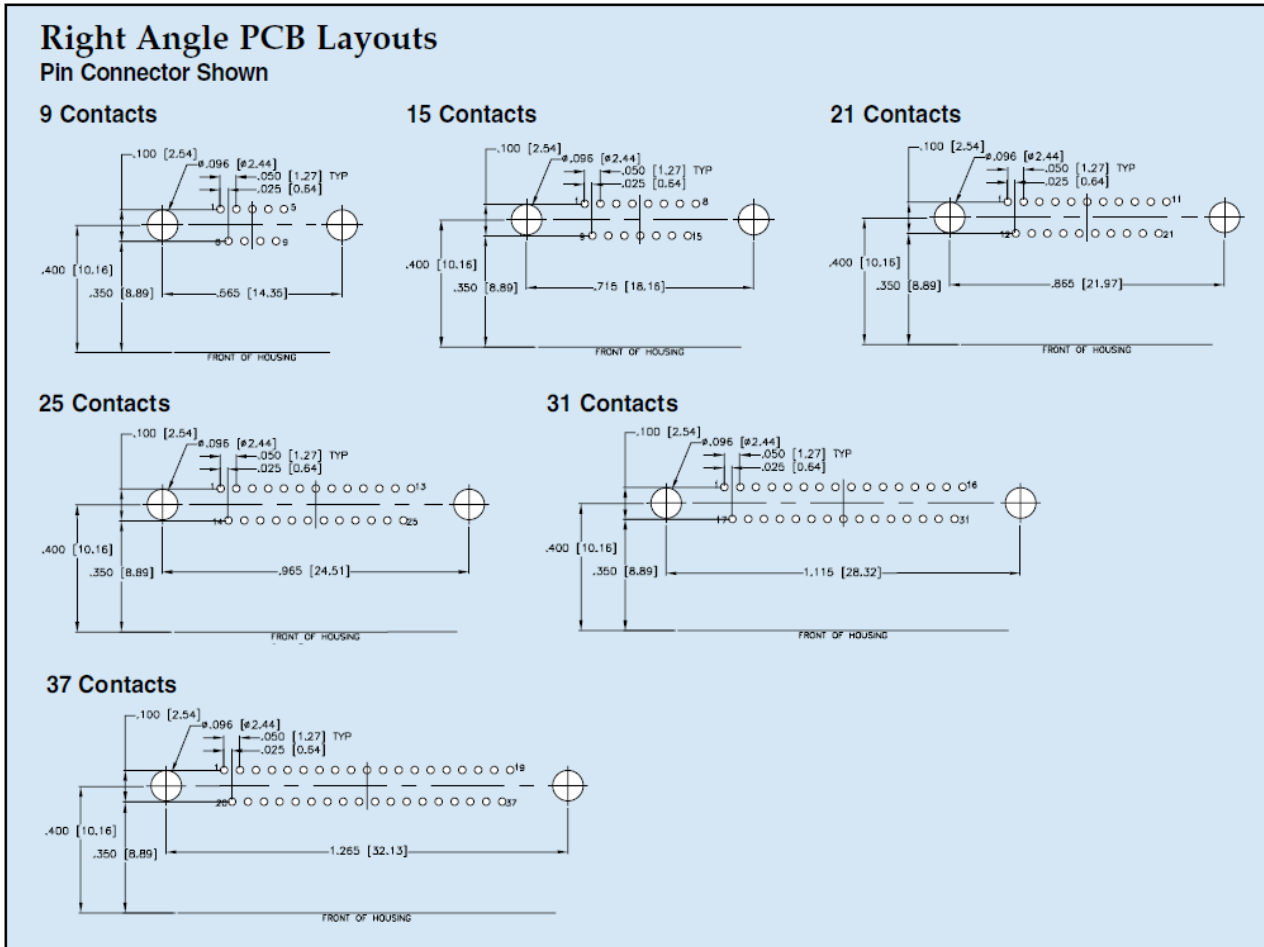 Right Angle PCB Layouts
Pin Connector Shown
9 Contacts
.100 [2.54]
ø.096 [ø2.44]
.050 [1.27] TYP
.025 [0.64]
1
5
9
.400 [10.16]
.350 [8.89]
.565 [14.35]
FRONT OF HOUSING
15 Contacts
.100 [2.54]
ø.096 [ø2.44]
.050 [1.27] TYP
.025 [0.64]
1
8
9
15
.400 [10.16]
.350 [8.89]
.715 [18.16]
FRONT OF HOUSING
21 Contacts
.100 [2.54]
ø.096 [ø2.44]
.050 [1.27] TYP
.025 [0.64]
1
11
12
21
.400 [10.16]
.350 [8.89]
.865 [21.97]
FRONT OF HOUSING
25 Contacts
.100 [2.54]
ø.096 [ø2.44]
.050 [1.27] TYP
.025 [0.64]
1
13
14
25
.400 [10.16]
.350 [8.89]
.965 [24.51]
FRONT OF HOUSING
31 Contacts
.100 [2.54]
ø.096 [ø2.44]
.050 [1.27] TYP
.025 [0.64]
1
16
17
31
.400 [10.16]
.350 [8.89]
1.115 [28.32]
FRONT OF HOUSING
37 Contacts
.100 [2.54]
ø.096 [ø2.44]
.050 [1.27] TYP
.025 [0.64]
1
19
20
37
.400 [10.16]
.350 [8.89]
1.265 [32.13]
FRONT OF HOUSING